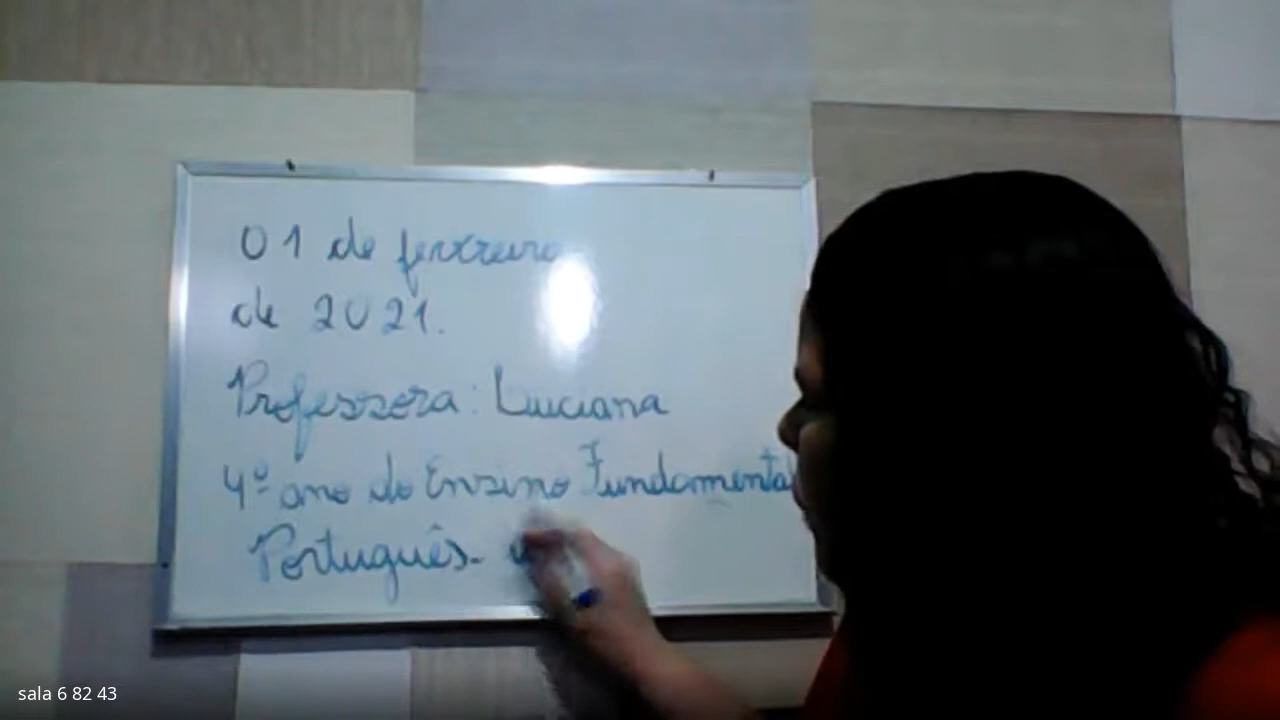 01 de fevereiro
de 2021.
Professora: Luciana
4º ano do Ensino Fundamental
Português -
sala 6 82 43